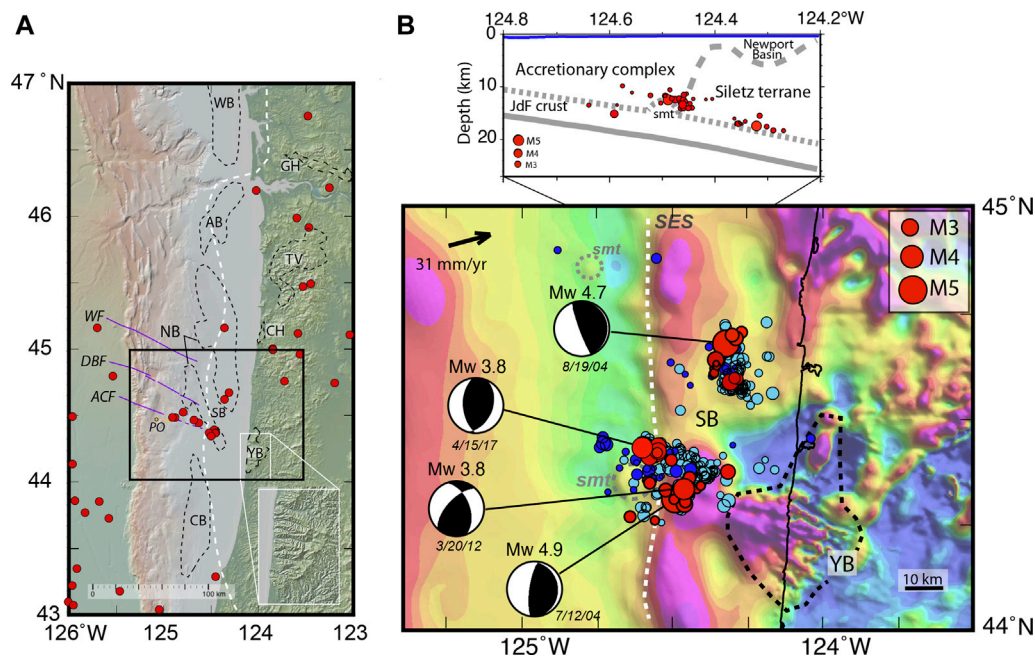 A
47°N
46
45
44
43
126°W
125
124
123
WB
GH
AB
TV
WF
NB
CH
DBF
ACF
PO
SB
YB
CB
0
100 km
B
124.8
124.6
124.4
124.2°W
0
10
20
Depth (km)
Newport
Basin
Accretionary complex
Siletz terrane
JdF crust
smt
M5
M4
M3
45°N
44°N
125°W
124°W
SES
31 mm/yr
smt
M3
M4
M5
Mw 4.7
8/19/04
Mw 3.8
4/15/17
SB
smt
Mw 3.8
3/20/12
Mw 4.9
7/12/04
YB
10 km